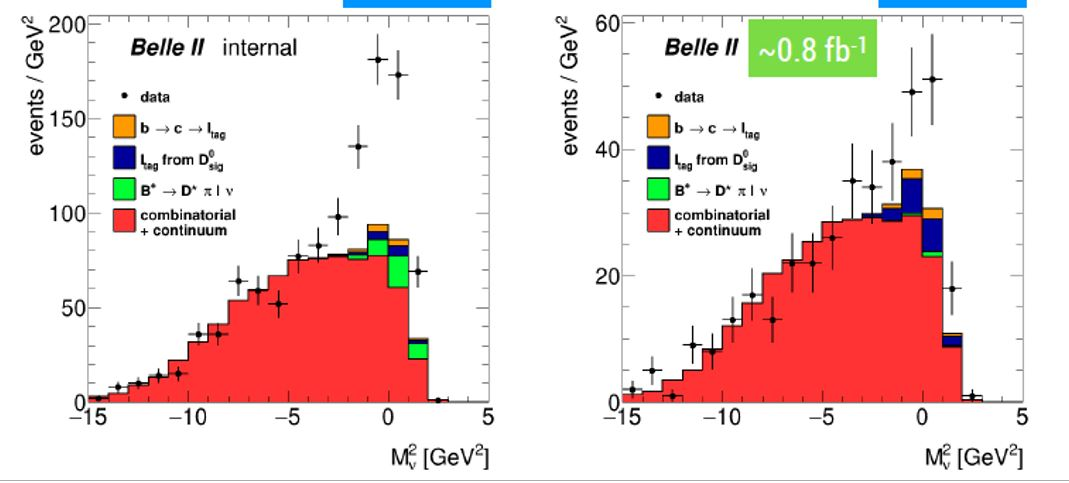 Belle II internal
events / GeV²
200
150
100
50
0
data
b → c → l_tag
l_tag from D⁰_sig
B* → D* π l ν
combinatorial
+ continuum
−15 −10 −5 0 5
M²_ν [GeV²]
Belle II ~0.8 fb⁻¹
events / GeV²
60
40
20
0
data
b → c → l_tag
l_tag from D⁰_sig
B* → D* π l ν
combinatorial
+ continuum
−15 −10 −5 0 5
M²_ν [GeV²]